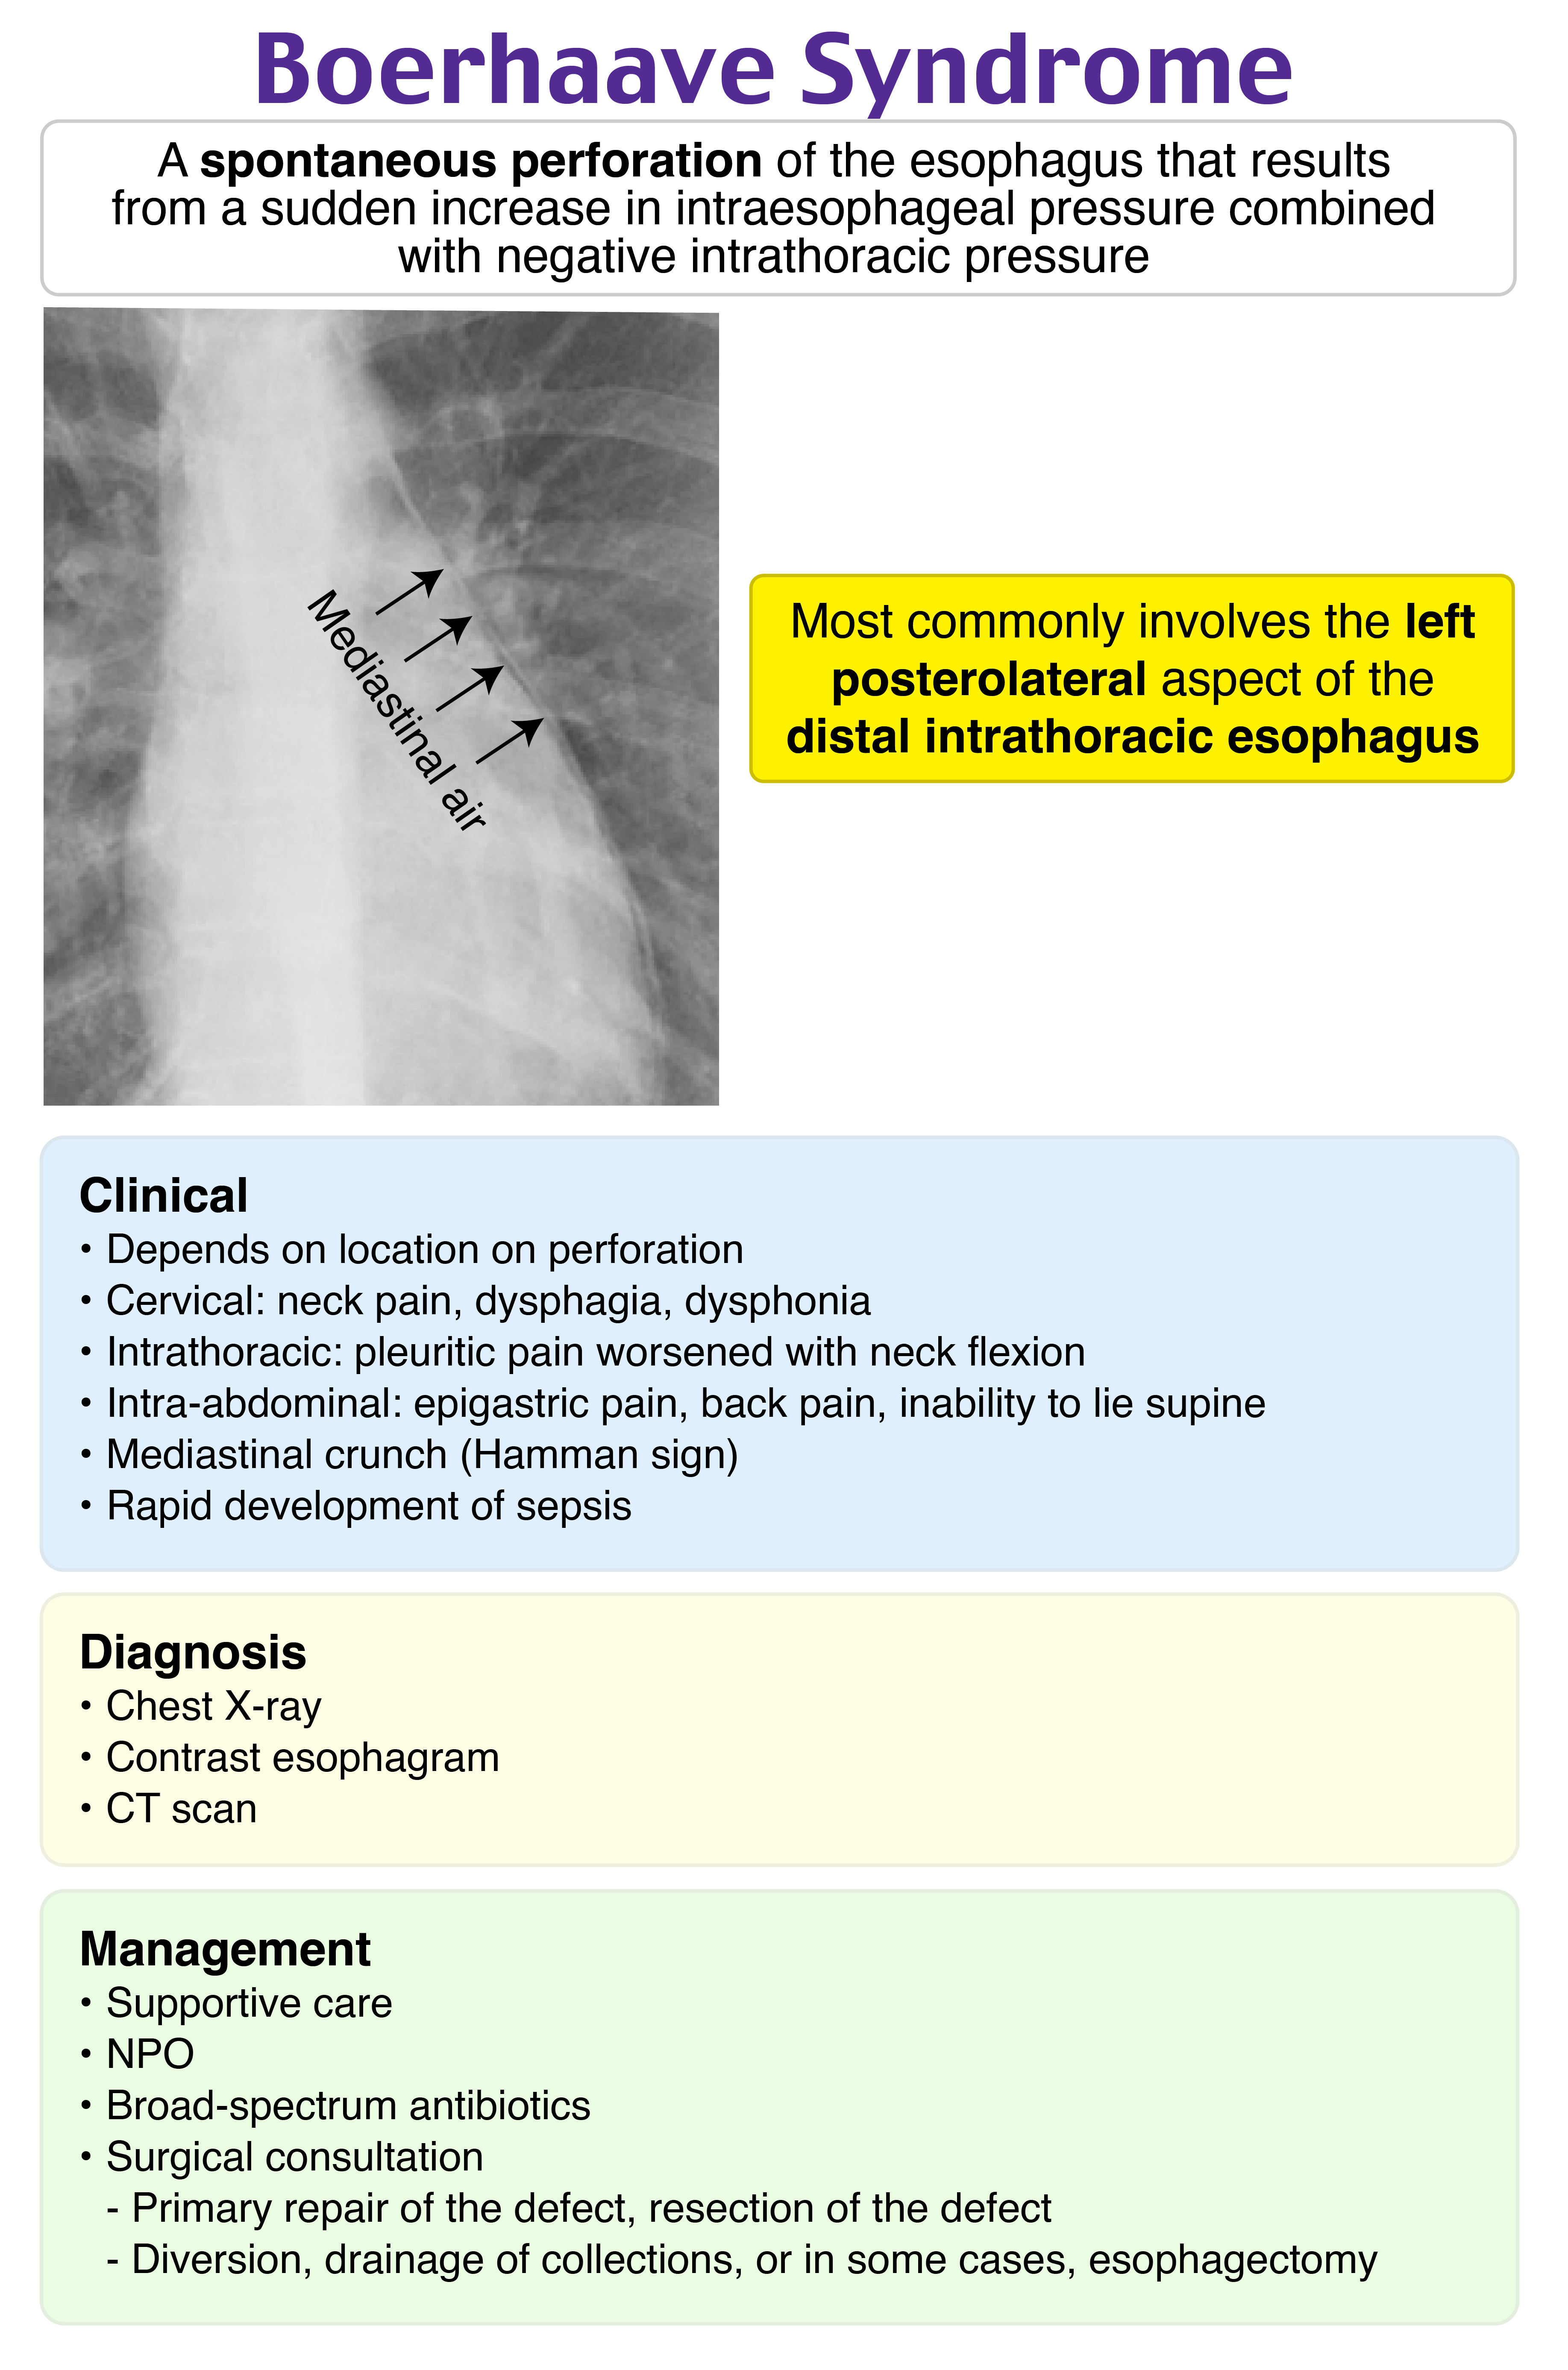 Boerhaave Syndrome
A spontaneous perforation of the esophagus that results
from a sudden increase in intraesophageal pressure combined
with negative intrathoracic pressure
Mediastinal air
Most commonly involves the left
posterolateral aspect of the
distal intrathoracic esophagus
Clinical
• Depends on location on perforation
• Cervical: neck pain, dysphagia, dysphonia
• Intrathoracic: pleuritic pain worsened with neck flexion
• Intra-abdominal: epigastric pain, back pain, inability to lie supine
• Mediastinal crunch (Hamman sign)
• Rapid development of sepsis
Diagnosis
• Chest X-ray
• Contrast esophagram
• CT scan
Management
• Supportive care
• NPO
• Broad-spectrum antibiotics
• Surgical consultation
- Primary repair of the defect, resection of the defect
- Diversion, drainage of collections, or in some cases, esophagectomy